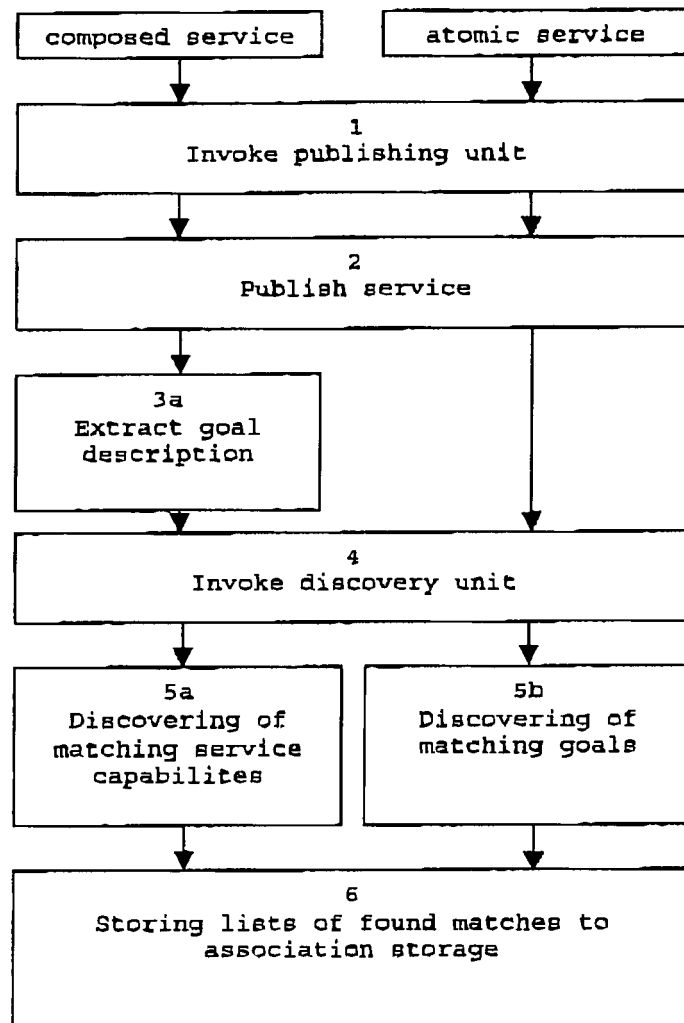 composed service
atomic service
1
Invoke publishing unit
2
Publish service
3a
Extract goal
description
4
Invoke discovery unit
5a
Discovering of
matching service
capabilites
5b
Discovering of
matching goals
6
Storing lists of found matches to
association storage